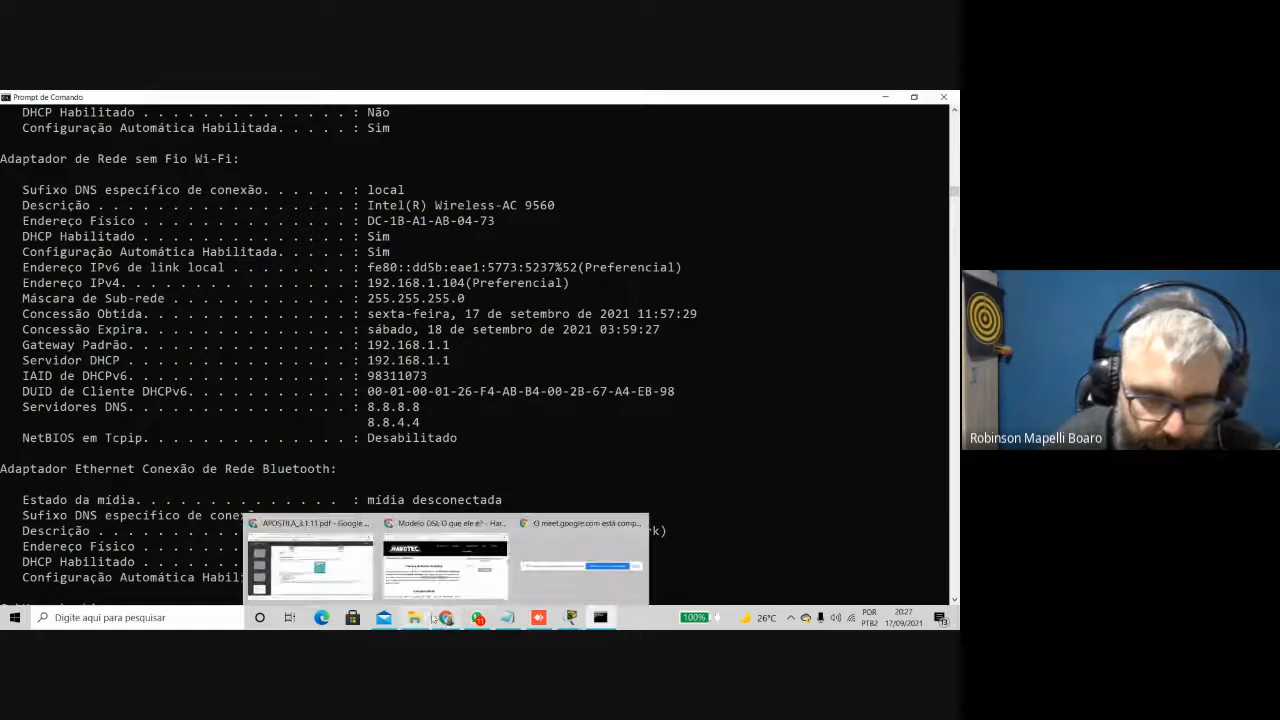 Prompt de Comando
DHCP Habilitado . . . . . . . . . . . . . . : Não
Configuração Automática Habilitada. . . . . : Sim
Adaptador de Rede sem Fio Wi-Fi:
Sufixo DNS específico de conexão. . . . . . : local
Descrição . . . . . . . . . . . . . . . . . : Intel(R) Wireless-AC 9560
Endereço Físico . . . . . . . . . . . . . . : DC-1B-A1-AB-04-73
DHCP Habilitado . . . . . . . . . . . . . . : Sim
Configuração Automática Habilitada. . . . . : Sim
Endereço IPv6 de link local . . . . . . . . : fe80::dd5b:eae1:5773:5237%52(Preferencial)
Endereço IPv4. . . . . . . . . . . . . . . : 192.168.1.104(Preferencial)
Máscara de Sub-rede . . . . . . . . . . . . : 255.255.255.0
Concessão Obtida. . . . . . . . . . . . . . : sexta-feira, 17 de setembro de 2021 11:57:29
Concessão Expira. . . . . . . . . . . . . . : sábado, 18 de setembro de 2021 03:59:27
Gateway Padrão. . . . . . . . . . . . . . . : 192.168.1.1
Servidor DHCP . . . . . . . . . . . . . . . : 192.168.1.1
IAID de DHCPv6. . . . . . . . . . . . . . . : 98311073
DUID de Cliente DHCPv6. . . . . . . . . . . : 00-01-00-01-26-F4-AB-B4-00-2B-67-A4-EB-98
Servidores DNS. . . . . . . . . . . . . . . : 8.8.8.8
8.8.4.4
NetBIOS em Tcpip. . . . . . . . . . . . . . : Desabilitado
Adaptador Ethernet Conexão de Rede Bluetooth:
Estado da mídia. . . . . . . . . . . . . . : mídia desconectada
Sufixo DNS específico de conex
Descrição . . . . . . . rk)
Endereço Físico . . . .
DHCP Habilitado . . . .
Configuração Automática Habili
APOSTILA_3.1.11.pdf – Google...
Modelo OSI: O que ele é? – Har...
O meet.google.com está comp...
HARDTEC
Digite aqui para pesquisar
11
100%
26°C
POR
PTB2
20:27
17/09/2021
13
Robinson Mapelli Boaro